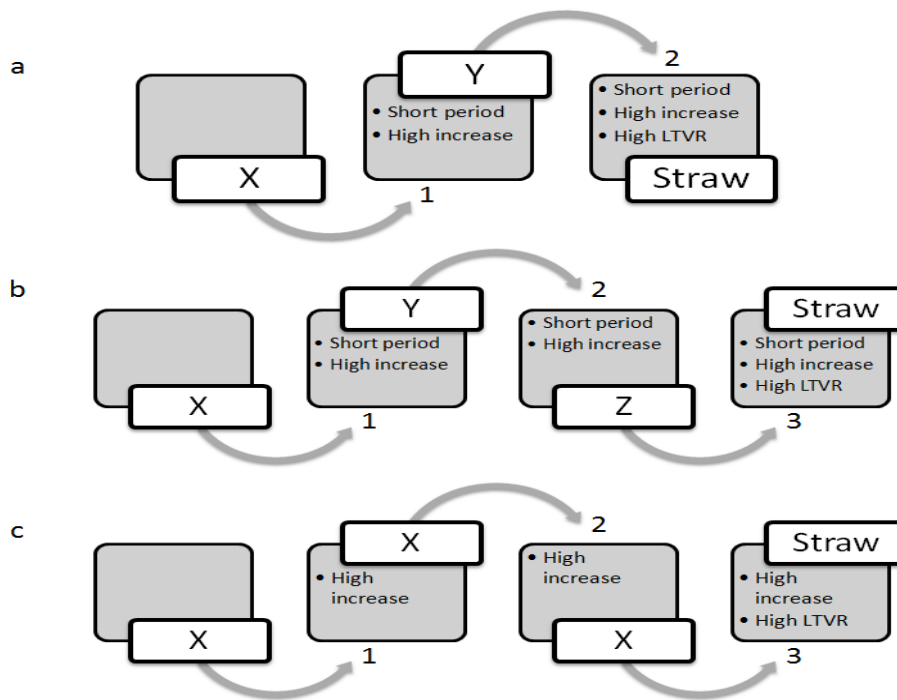 a
X
1
Y
• Short period
• High increase
2
• Short period
• High increase
• High LTVR
Straw
b
X
1
Y
• Short period
• High increase
2
• Short period
• High increase
Z
3
Straw
• Short period
• High increase
• High LTVR
c
X
1
X
• High
increase
2
• High
increase
X
3
Straw
• High
increase
• High LTVR